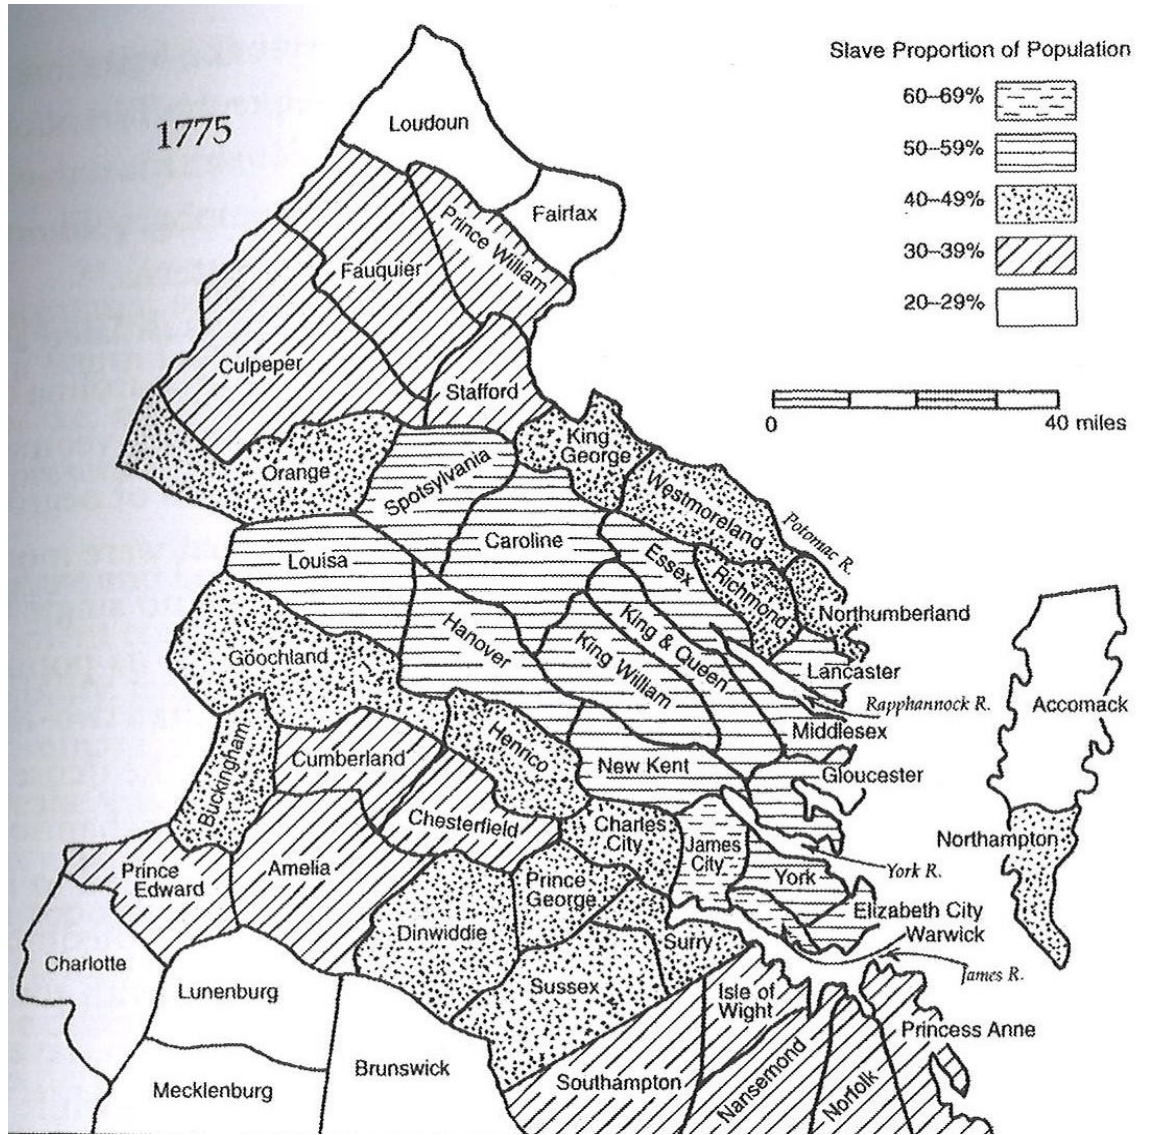 Slave Proportion of Population
60–69%
50–59%
40–49%
30–39%
20–29%
0
40 miles
1775
Loudoun
Fairfax
Prince William
Fauquier
Culpeper
Stafford
King
George
Orange
Spotsylvania
Westmoreland
Potomac R.
Caroline
Louisa
Essex
Richmond
Northumberland
Hanover
King & Queen
King William
Lancaster
Goochland
Rapphannock R.
Accomack
Middlesex
Henrico
Buckingham
Cumberland
New Kent
Gloucester
Chesterfield
Charles
City
James
City
Northampton
York R.
Prince
Edward
Amelia
Prince
George
York
Elizabeth City
Warwick
Dinwiddie
Surry
James R.
Charlotte
Lunenburg
Sussex
Isle of
Wight
Princess Anne
Brunswick
Mecklenburg
Southampton
Nansemond
Norfolk